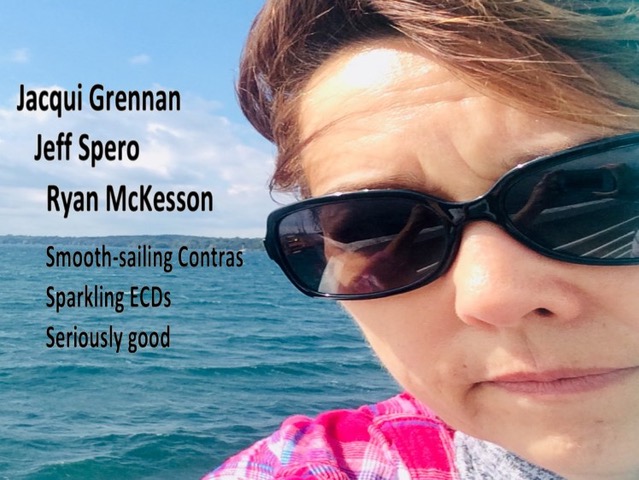 Jacqui Grennan
Jeff Spero
Ryan McKesson
Smooth-sailing Contras
Sparkling ECDs
Seriously good